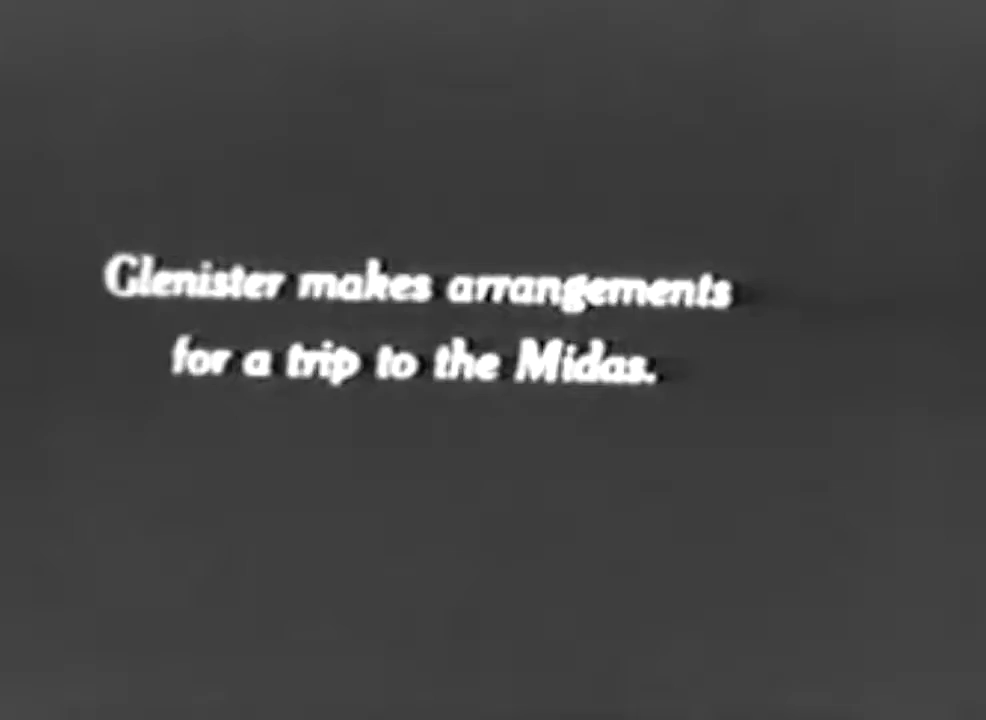 Glenister makes arrangements
for a trip to the Midas.